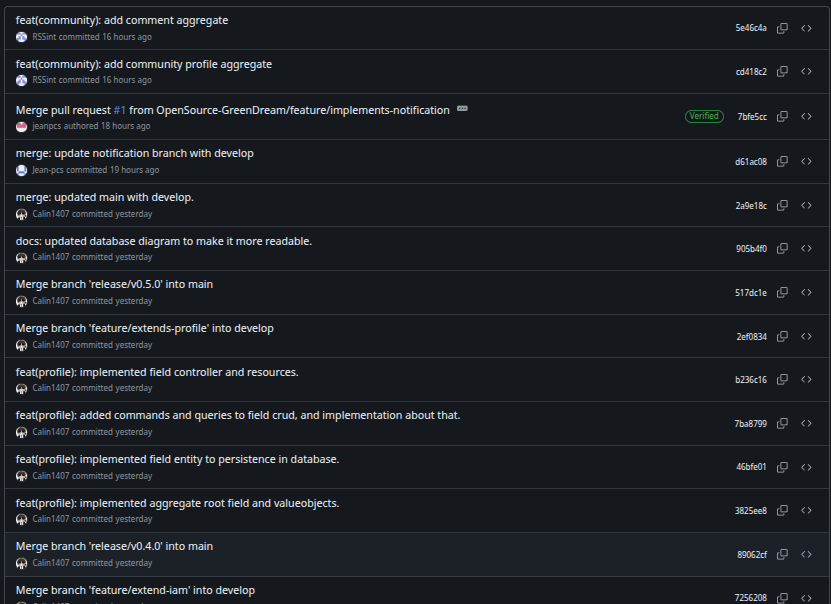 feat(community): add comment aggregate
RSSint committed 16 hours ago
5e46c4a
feat(community): add community profile aggregate
RSSint committed 16 hours ago
cd418c2
Merge pull request #1 from OpenSource-GreenDream/feature/implements-notification
jeanpcs authored 18 hours ago
Verified
7bfe5cc
merge: update notification branch with develop
Jean-pcs committed 19 hours ago
d61ac08
merge: updated main with develop.
Calin1407 committed yesterday
2a9e18c
docs: updated database diagram to make it more readable.
Calin1407 committed yesterday
905b4f0
Merge branch 'release/v0.5.0' into main
Calin1407 committed yesterday
517dc1e
Merge branch 'feature/extends-profile' into develop
Calin1407 committed yesterday
2ef0834
feat(profile): implemented field controller and resources.
Calin1407 committed yesterday
b236c16
feat(profile): added commands and queries to field crud, and implementation about that.
Calin1407 committed yesterday
7ba8799
feat(profile): implemented field entity to persistence in database.
Calin1407 committed yesterday
46bfe01
feat(profile): implemented aggregate root field and valueobjects.
Calin1407 committed yesterday
3825ee8
Merge branch 'release/v0.4.0' into main
Calin1407 committed yesterday
89062cf
Merge branch 'feature/extend-iam' into develop
7256208